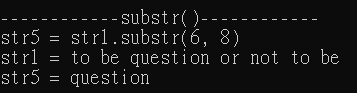 ------------substr()------------
str5 = str1.substr(6, 8)
str1 = to be question or not to be
str5 = question